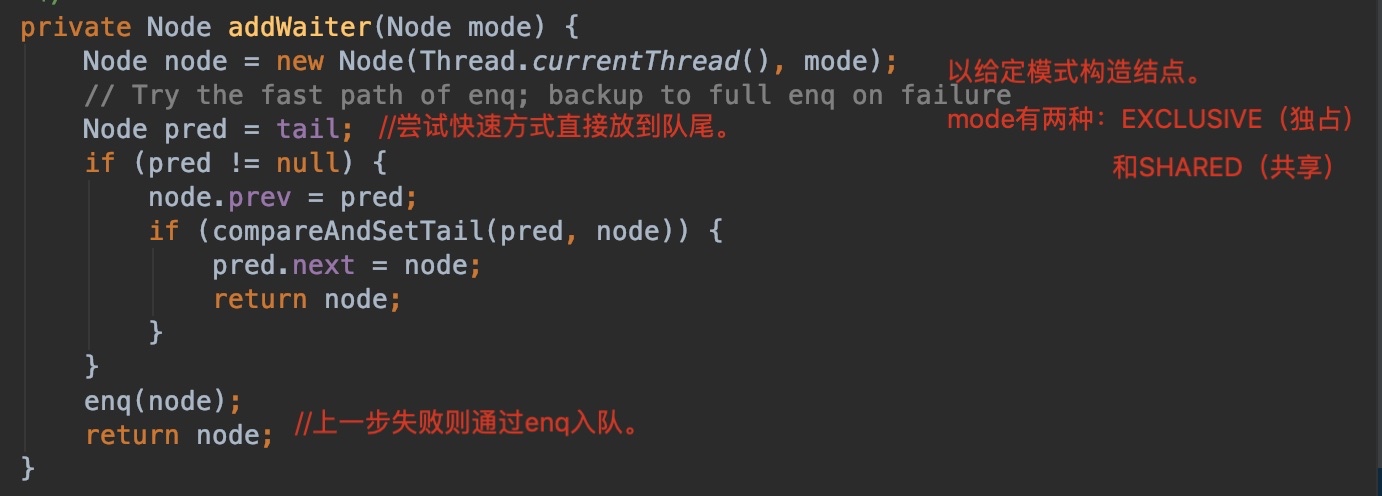 private Node addWaiter(Node mode) {
Node node = new Node(Thread.currentThread(), mode);
以给定模式构造结点。
// Try the fast path of enq; backup to full enq on failure
mode有两种：EXCLUSIVE（独占）
Node pred = tail; //尝试快速方式直接放到队尾。
if (pred != null) {
和SHARED（共享）
node.prev = pred;
if (compareAndSetTail(pred, node)) {
pred.next = node;
return node;
}
}
enq(node);
return node; //上一步失败则通过enq入队。
}